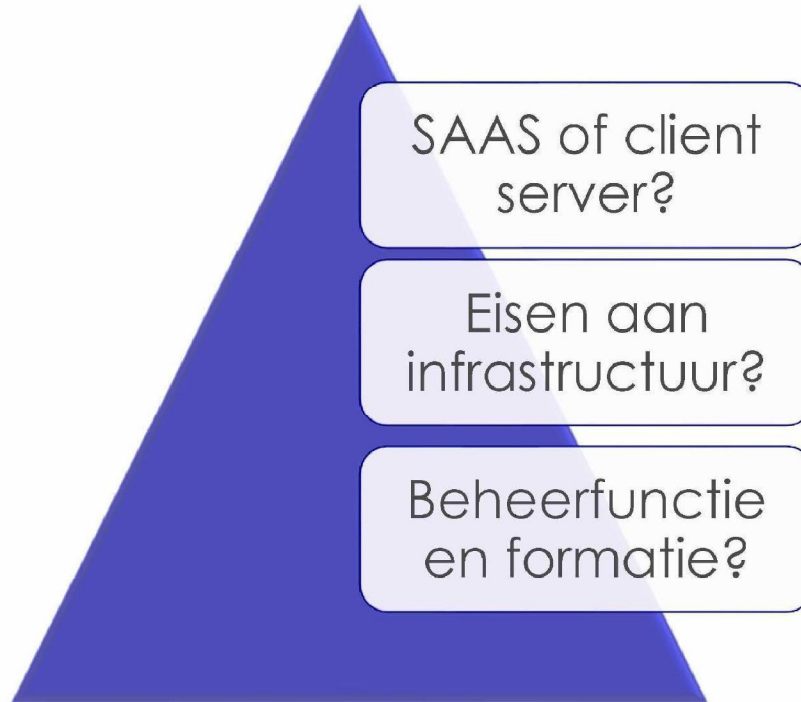 SAAS of client
server?
Eisen aan
infrastructuur?
Beheerfunctie
en formatie?